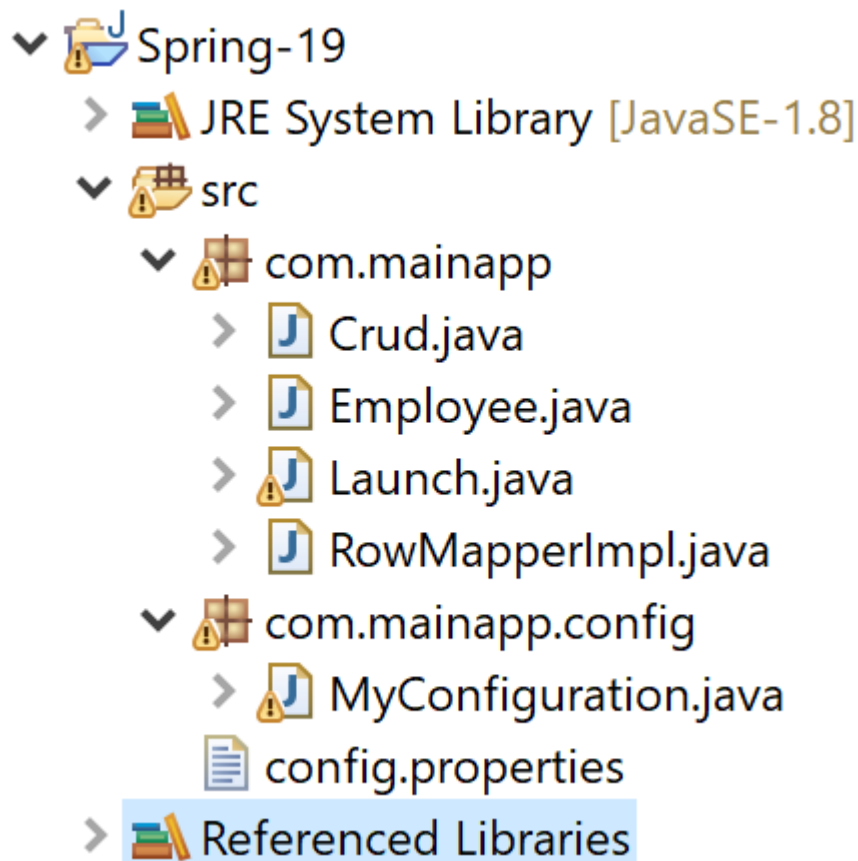 Spring-19
JRE System Library [JavaSE-1.8]
src
com.mainapp
Crud.java
Employee.java
Launch.java
RowMapperImpl.java
com.mainapp.config
MyConfiguration.java
config.properties
Referenced Libraries